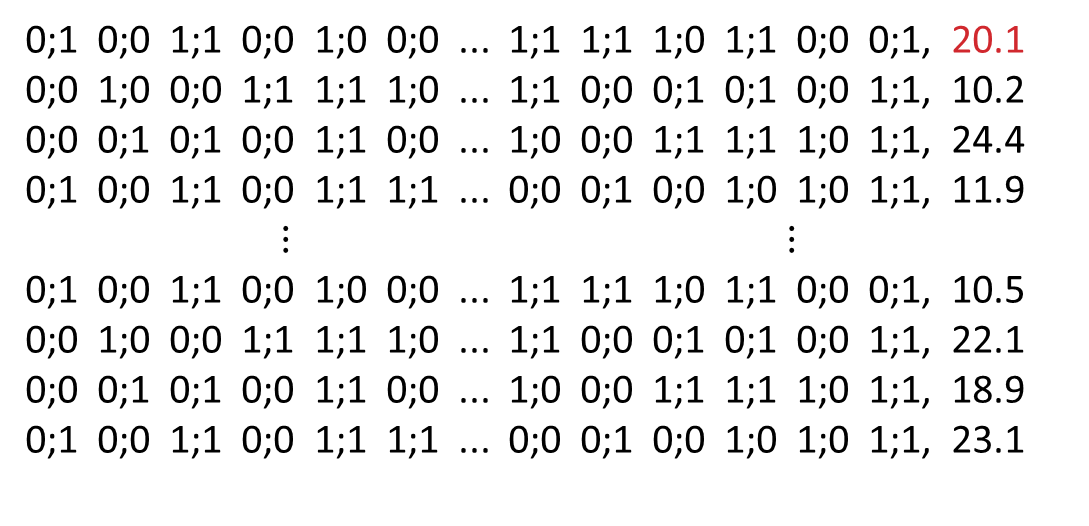 0;1 0;0 1;1 0;0 1;0 0;0 ... 1;1 1;1 1;0 1;1 0;0 0;1, 20.1
0;0 1;0 0;0 1;1 1;1 1;0 ... 1;1 0;0 0;1 0;1 0;0 1;1, 10.2
0;0 0;1 0;1 0;0 1;1 0;0 ... 1;0 0;0 1;1 1;1 1;0 1;1, 24.4
0;1 0;0 1;1 0;0 1;1 1;1 ... 0;0 0;1 0;0 1;0 1;0 1;1, 11.9
⋮ ⋮
0;1 0;0 1;1 0;0 1;0 0;0 ... 1;1 1;1 1;0 1;1 0;0 0;1, 10.5
0;0 1;0 0;0 1;1 1;1 1;0 ... 1;1 0;0 0;1 0;1 0;0 1;1, 22.1
0;0 0;1 0;1 0;0 1;1 0;0 ... 1;0 0;0 1;1 1;1 1;0 1;1, 18.9
0;1 0;0 1;1 0;0 1;1 1;1 ... 0;0 0;1 0;0 1;0 1;0 1;1, 23.1